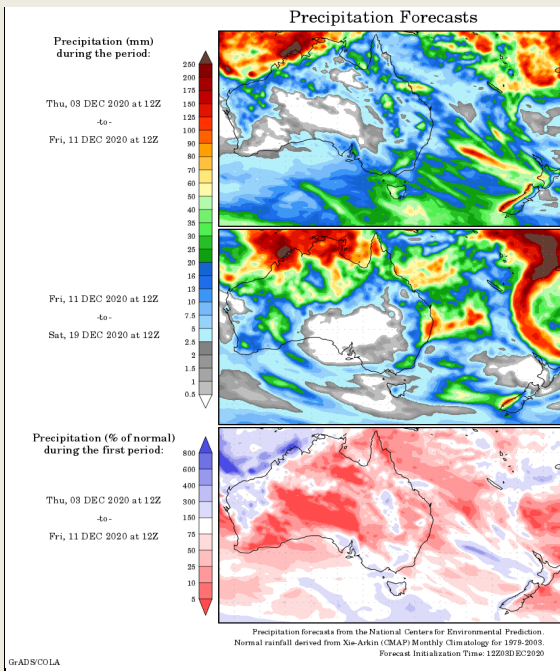 Precipitation Forecasts
Precipitation (mm)
during the period:
Thu, 03 DEC 2020 at 12Z
-to-
Fri, 11 DEC 2020 at 12Z
250
200
175
150
125
100
90
80
70
60
50
40
35
30
25
20
16
13
10
7.5
5
2.5
2
1.5
1
0.5
Fri, 11 DEC 2020 at 12Z
-to-
Sat, 19 DEC 2020 at 12Z
Precipitation (% of normal)
during the first period:
Thu, 03 DEC 2020 at 12Z
-to-
Fri, 11 DEC 2020 at 12Z
800
600
400
300
150
75
50
25
10
5
Precipitation forecasts from the National Centers for Environmental Prediction.
Normal rainfall derived from Xie-Arkin (CMAP) Monthly Climatology for 1979-2003.
Forecast Initialization Time: 12Z03DEC2020
GrADS/COLA